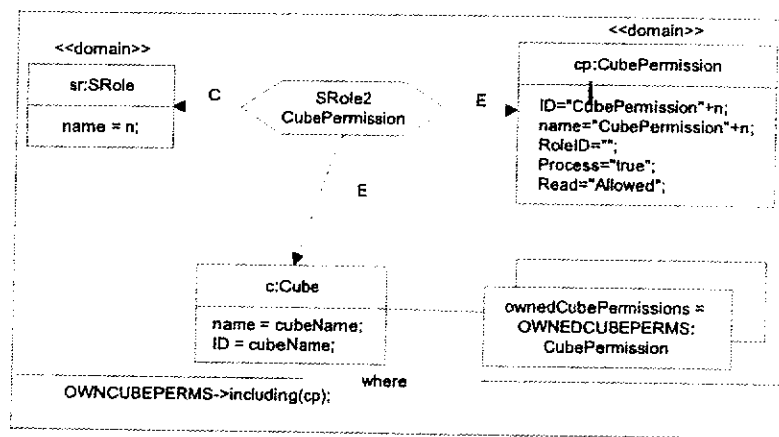 <<domain>>
<<domain>>
sr:SRole
name = n;
C
SRole2
CubePermission
E
cp:CubePermission
ID="CubePermission"+n;
name="CubePermission"+n;
RoleID="";
Process="true";
Read="Allowed";
E
c:Cube
name = cubeName;
ID = cubeName;
ownedCubePermissions =
OWNEDCUBEPERMS:
CubePermission
where
OWNCUBEPERMS->including(cp);